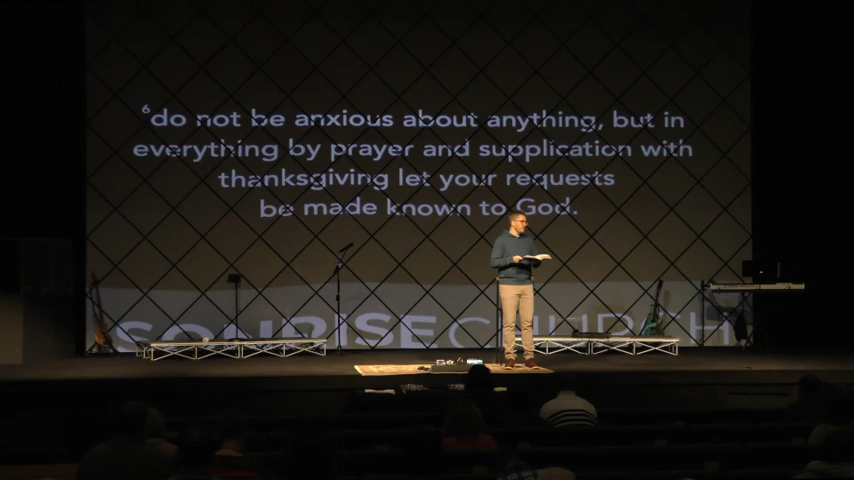 ⁶do not be anxious about anything, but in
everything by prayer and supplication with
thanksgiving let your requests
be made known to God.
SONRISECHURCH